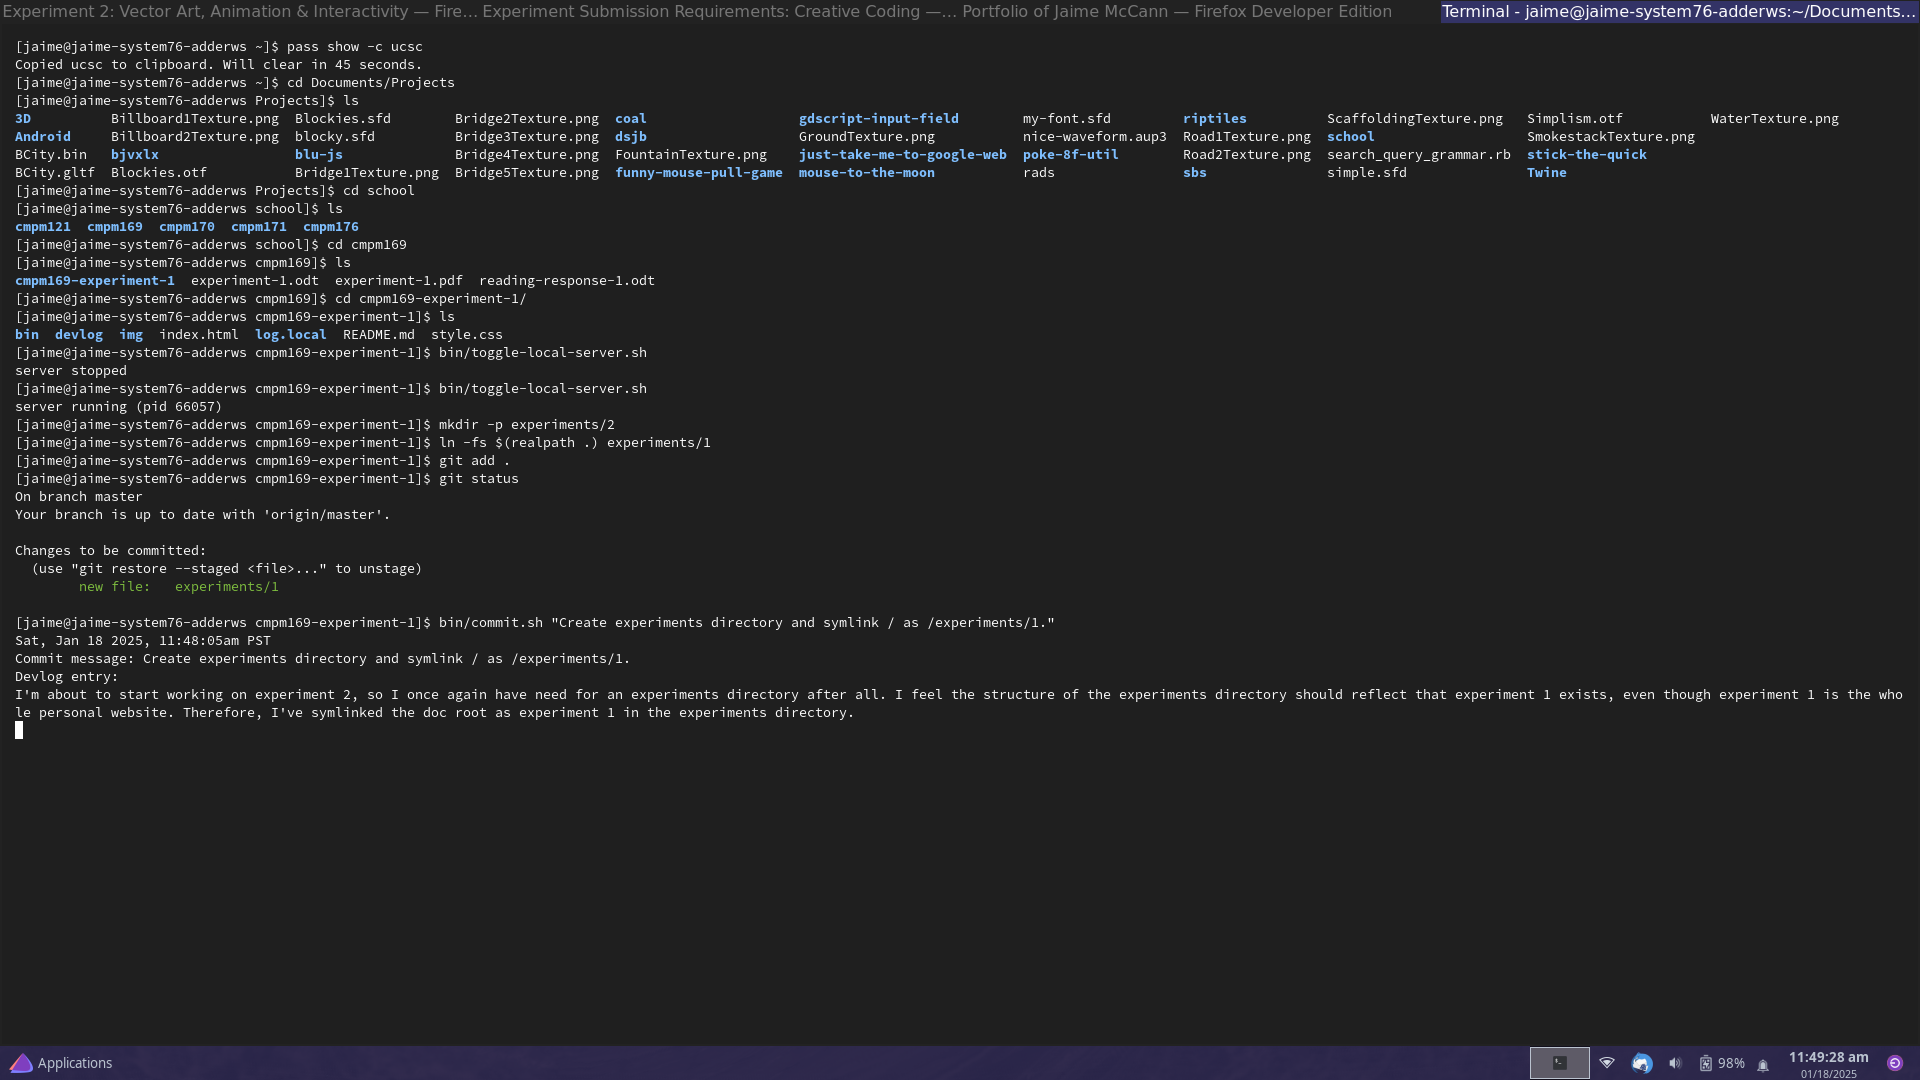 Experiment 2: Vector Art, Animation & Interactivity — Fire... Experiment Submission Requirements: Creative Coding —... Portfolio of Jaime McCann — Firefox Developer Edition Terminal - jaime@jaime-system76-adderws:~/Documents...
[jaime@jaime-system76-adderws ~]$ pass show -c ucsc
Copied ucsc to clipboard. Will clear in 45 seconds.
[jaime@jaime-system76-adderws ~]$ cd Documents/Projects
[jaime@jaime-system76-adderws Projects]$ ls
3D Billboard1Texture.png Blockies.sfd Bridge2Texture.png coal gdscript-input-field my-font.sfd riptiles ScaffoldingTexture.png Simplism.otf WaterTexture.png
Android Billboard2Texture.png blocky.sfd Bridge3Texture.png dsjb GroundTexture.png nice-waveform.aup3 Road1Texture.png school SmokestackTexture.png
BCity.bin bjvxlx blu-js Bridge4Texture.png FountainTexture.png just-take-me-to-google-web poke-8f-util Road2Texture.png search_query_grammar.rb stick-the-quick
BCity.gltf Blockies.otf Bridge1Texture.png Bridge5Texture.png funny-mouse-pull-game mouse-to-the-moon rads sbs simple.sfd Twine
[jaime@jaime-system76-adderws Projects]$ cd school
[jaime@jaime-system76-adderws school]$ ls
cmpm121 cmpm169 cmpm170 cmpm171 cmpm176
[jaime@jaime-system76-adderws school]$ cd cmpm169
[jaime@jaime-system76-adderws cmpm169]$ ls
cmpm169-experiment-1 experiment-1.odt experiment-1.pdf reading-response-1.odt
[jaime@jaime-system76-adderws cmpm169]$ cd cmpm169-experiment-1/
[jaime@jaime-system76-adderws cmpm169-experiment-1]$ ls
bin devlog img index.html log.local README.md style.css
[jaime@jaime-system76-adderws cmpm169-experiment-1]$ bin/toggle-local-server.sh
server stopped
[jaime@jaime-system76-adderws cmpm169-experiment-1]$ bin/toggle-local-server.sh
server running (pid 66057)
[jaime@jaime-system76-adderws cmpm169-experiment-1]$ mkdir -p experiments/2
[jaime@jaime-system76-adderws cmpm169-experiment-1]$ ln -fs $(realpath .) experiments/1
[jaime@jaime-system76-adderws cmpm169-experiment-1]$ git add .
[jaime@jaime-system76-adderws cmpm169-experiment-1]$ git status
On branch master
Your branch is up to date with 'origin/master'.
Changes to be committed:
(use "git restore --staged <file>..." to unstage)
new file: experiments/1
[jaime@jaime-system76-adderws cmpm169-experiment-1]$ bin/commit.sh "Create experiments directory and symlink / as /experiments/1."
Sat, Jan 18 2025, 11:48:05am PST
Commit message: Create experiments directory and symlink / as /experiments/1.
Devlog entry:
I'm about to start working on experiment 2, so I once again have need for an experiments directory after all. I feel the structure of the experiments directory should reflect that experiment 1 exists, even though experiment 1 is the who
le personal website. Therefore, I've symlinked the doc root as experiment 1 in the experiments directory.
Applications 98% 11:49:28 am
01/18/2025